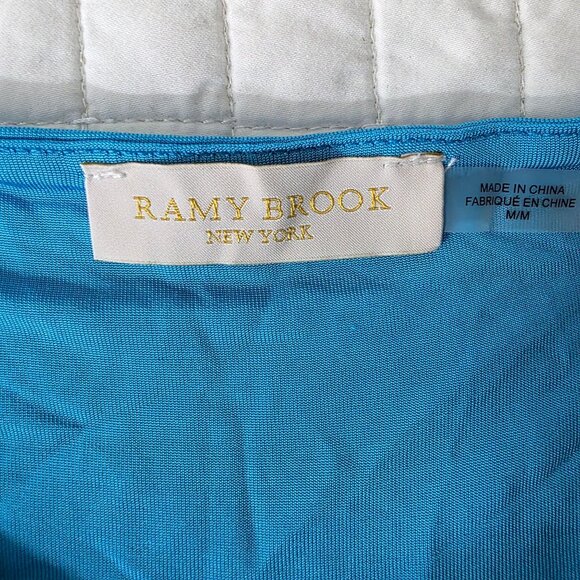 RAMY BROOK
NEW YORK
MADE IN CHINA
FABRIQUÉ EN CHINE
M/M